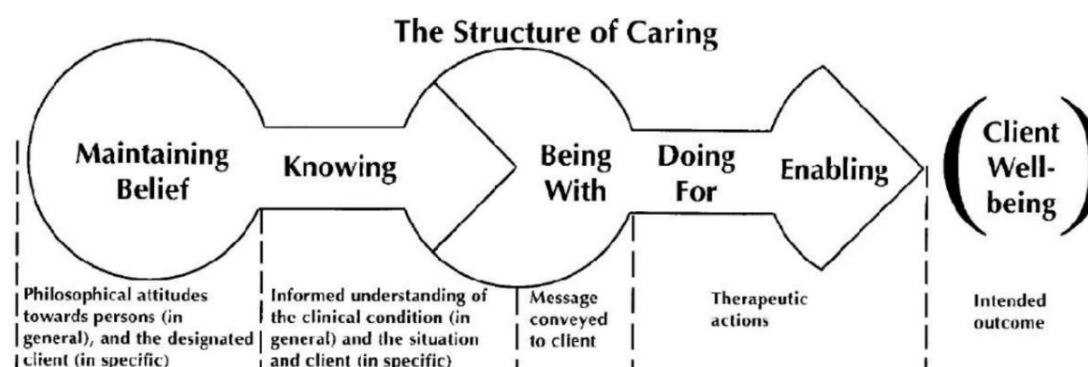 The Structure of Caring
Maintaining
Belief
Knowing
Being
With
Doing
For
Enabling
Client
Well-
being
Philosophical attitudes
towards persons (in
general), and the designated
client (in specific)
Informed understanding of
the clinical condition (in
general) and the situation
and client (in specific)
Message
conveyed
to client
Therapeutic
actions
Intended
outcome